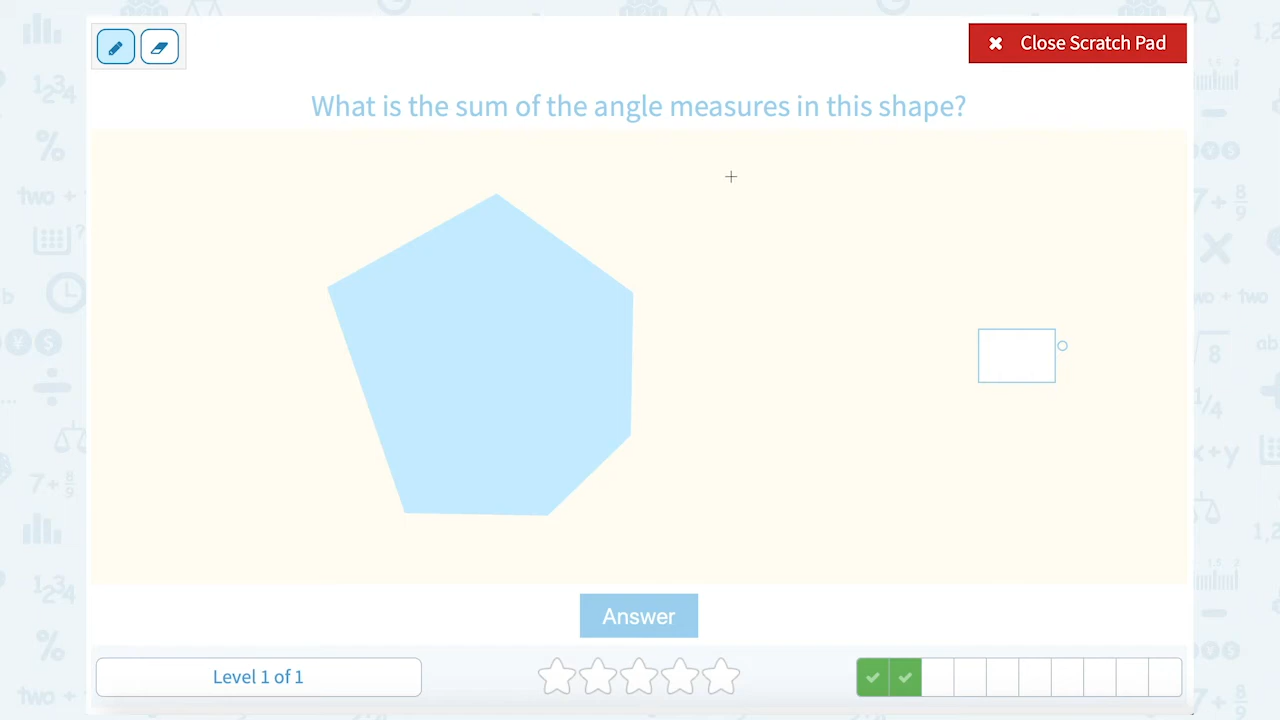 Close Scratch Pad
What is the sum of the angle measures in this shape?
Answer
Level 1 of 1